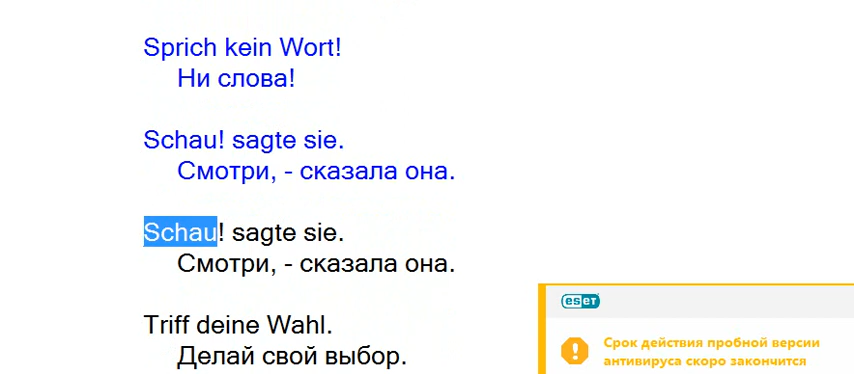 Sprich kein Wort!
Ни слова!
Schau! sagte sie.
Смотри, - сказала она.
Schau! sagte sie.
Смотри, - сказала она.
Triff deine Wahl.
Делай свой выбор.
eset
Срок действия пробной версии
антивируса скоро закончится